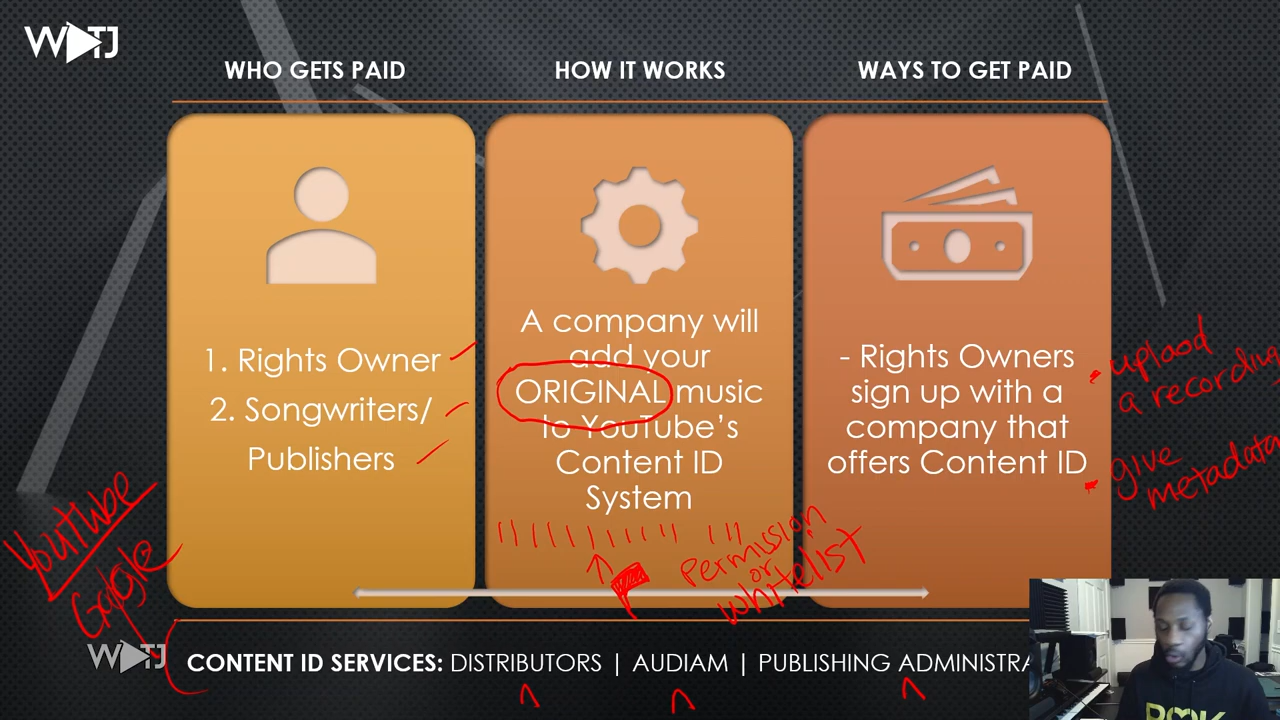 WTJ
WHO GETS PAID
HOW IT WORKS
WAYS TO GET PAID
1. Rights Owner
2. Songwriters/
Publishers
A company will
add your
ORIGINAL music
to YouTube's
Content ID
System
- Rights Owners
sign up with a
company that
offers Content ID
upload
a recording
give
metadata
Permission
or
whitelist
Youtube
Google
WTJ
CONTENT ID SERVICES: DISTRIBUTORS | AUDIAM | PUBLISHING ADMINISTRA